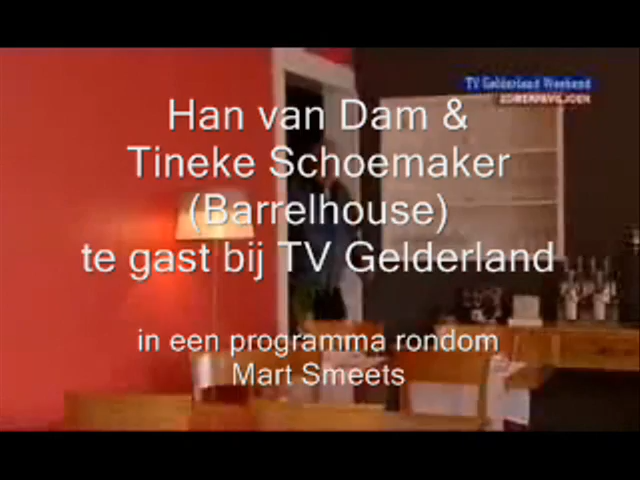 TV Gelderland Weekend
ZOMERPAVILJOEN
Han van Dam &
Tineke Schoemaker
(Barrelhouse)
te gast bij TV Gelderland
in een programma rondom
Mart Smeets